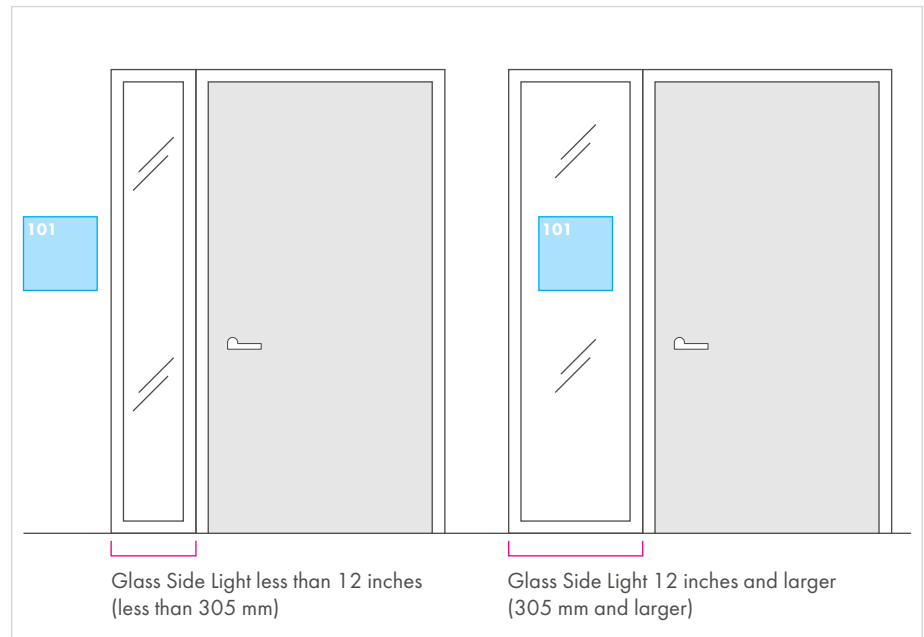 101
101
Glass Side Light less than 12 inches
(less than 305 mm)
Glass Side Light 12 inches and larger
(305 mm and larger)